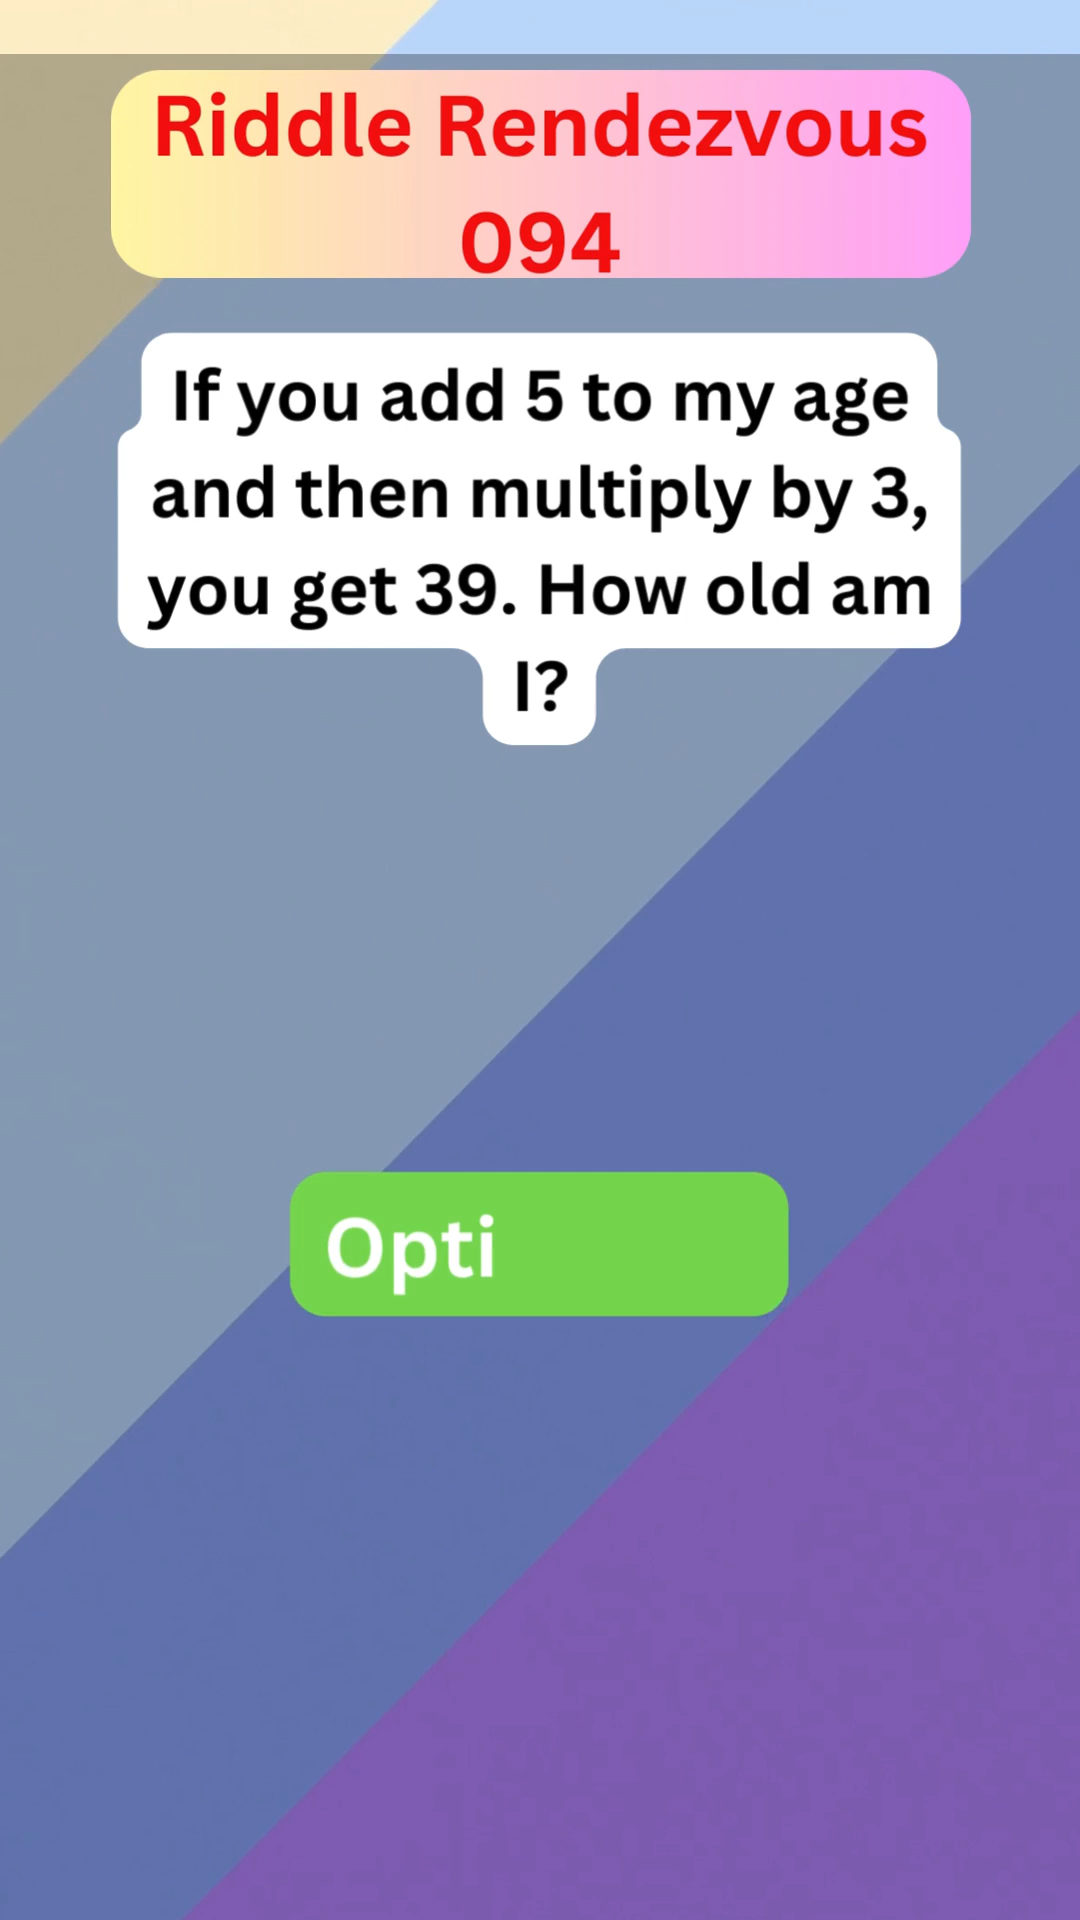 Riddle Rendezvous
094
If you add 5 to my age
and then multiply by 3,
you get 39. How old am
I?
Opti